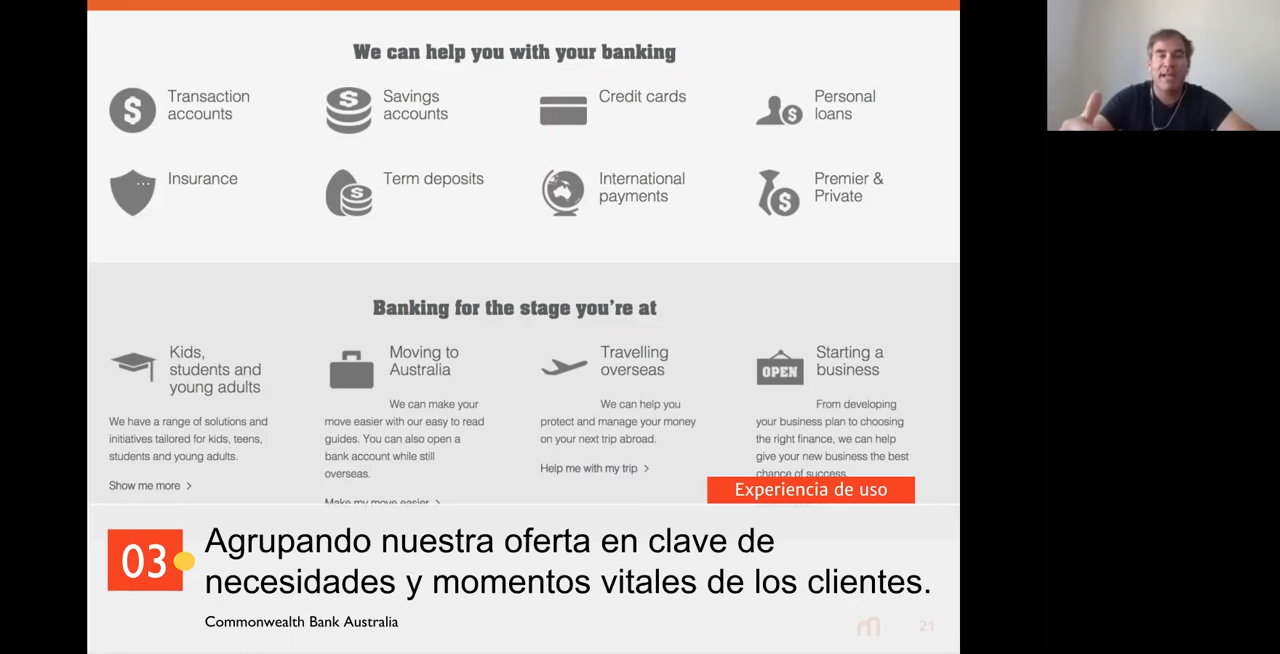 We can help you with your banking
$
Transaction
accounts
$
Savings
accounts
Credit cards
$
Personal
loans
Insurance
$
Term deposits
International
payments
$
Premier &
Private
Banking for the stage you're at
Kids,
students and
young adults
We have a range of solutions and
initiatives tailored for kids, teens,
students and young adults.
Show me more >
Moving to
Australia
We can make your
move easier with our easy to read
guides. You can also open a
bank account while still
overseas.
Make my move easier >
Travelling
overseas
We can help you
protect and manage your money
on your next trip abroad.
Help me with my trip >
OPEN
Starting a
business
From developing
your business plan to choosing
the right finance, we can help
give your new business the best
chance of success.
Experiencia de uso
03
Agrupando nuestra oferta en clave de
necesidades y momentos vitales de los clientes.
Commonwealth Bank Australia
m
21